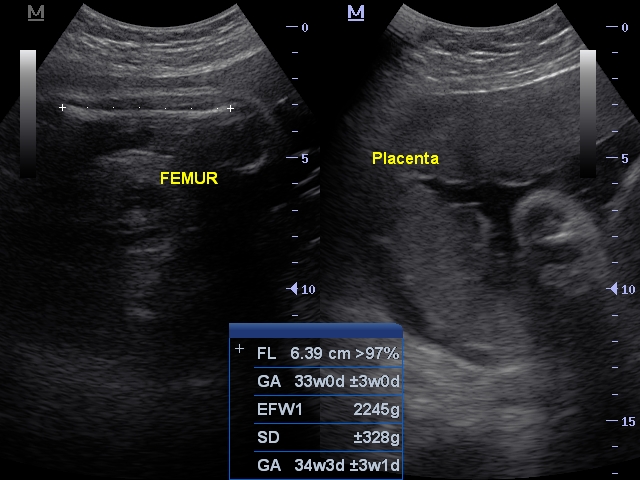 M
M
0
0
Placenta
5
5
FEMUR
10
10
+ FL 6.39 cm >97%
GA 33w0d ±3w0d
EFW1 2245g
SD ±328g
GA 34w3d ±3w1d
15